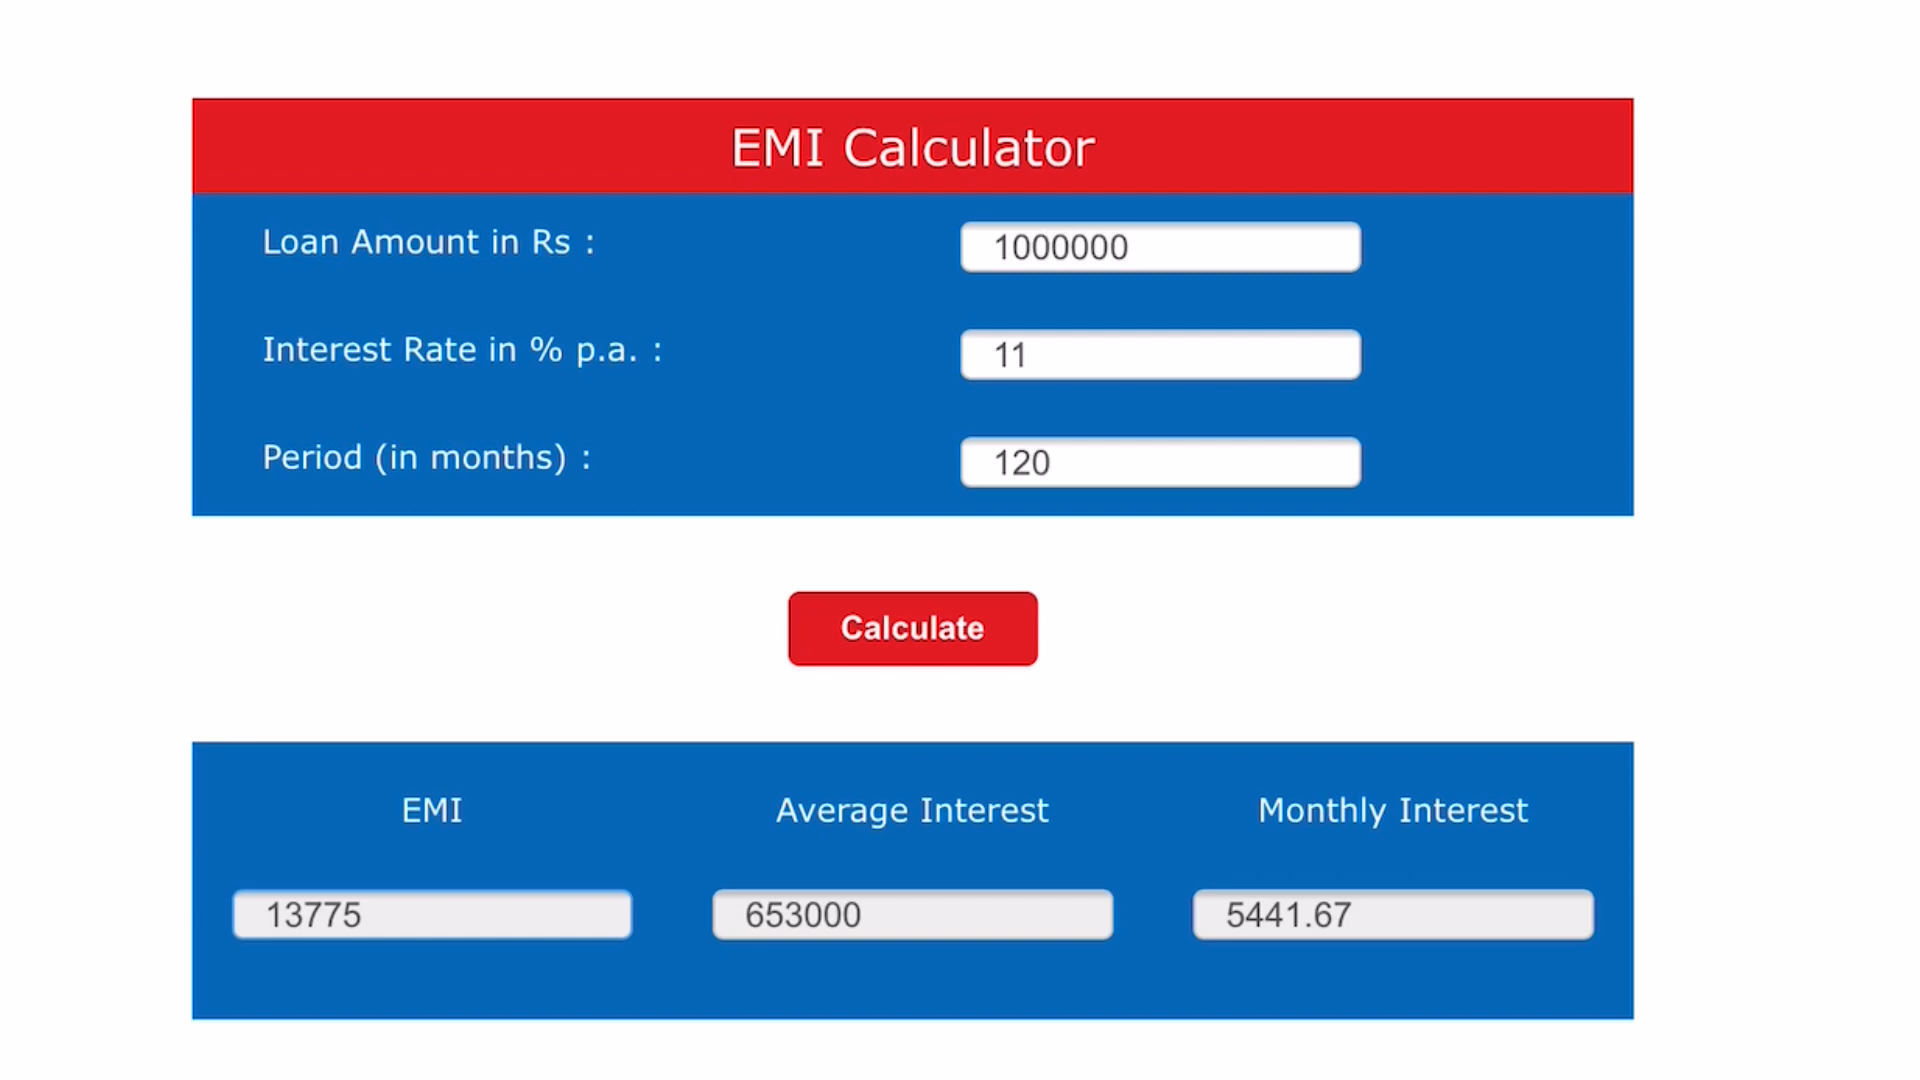 EMI Calculator
Loan Amount in Rs : 1000000
Interest Rate in % p.a. : 11
Period (in months) : 120
Calculate
EMI Average Interest Monthly Interest
13775 653000 5441.67